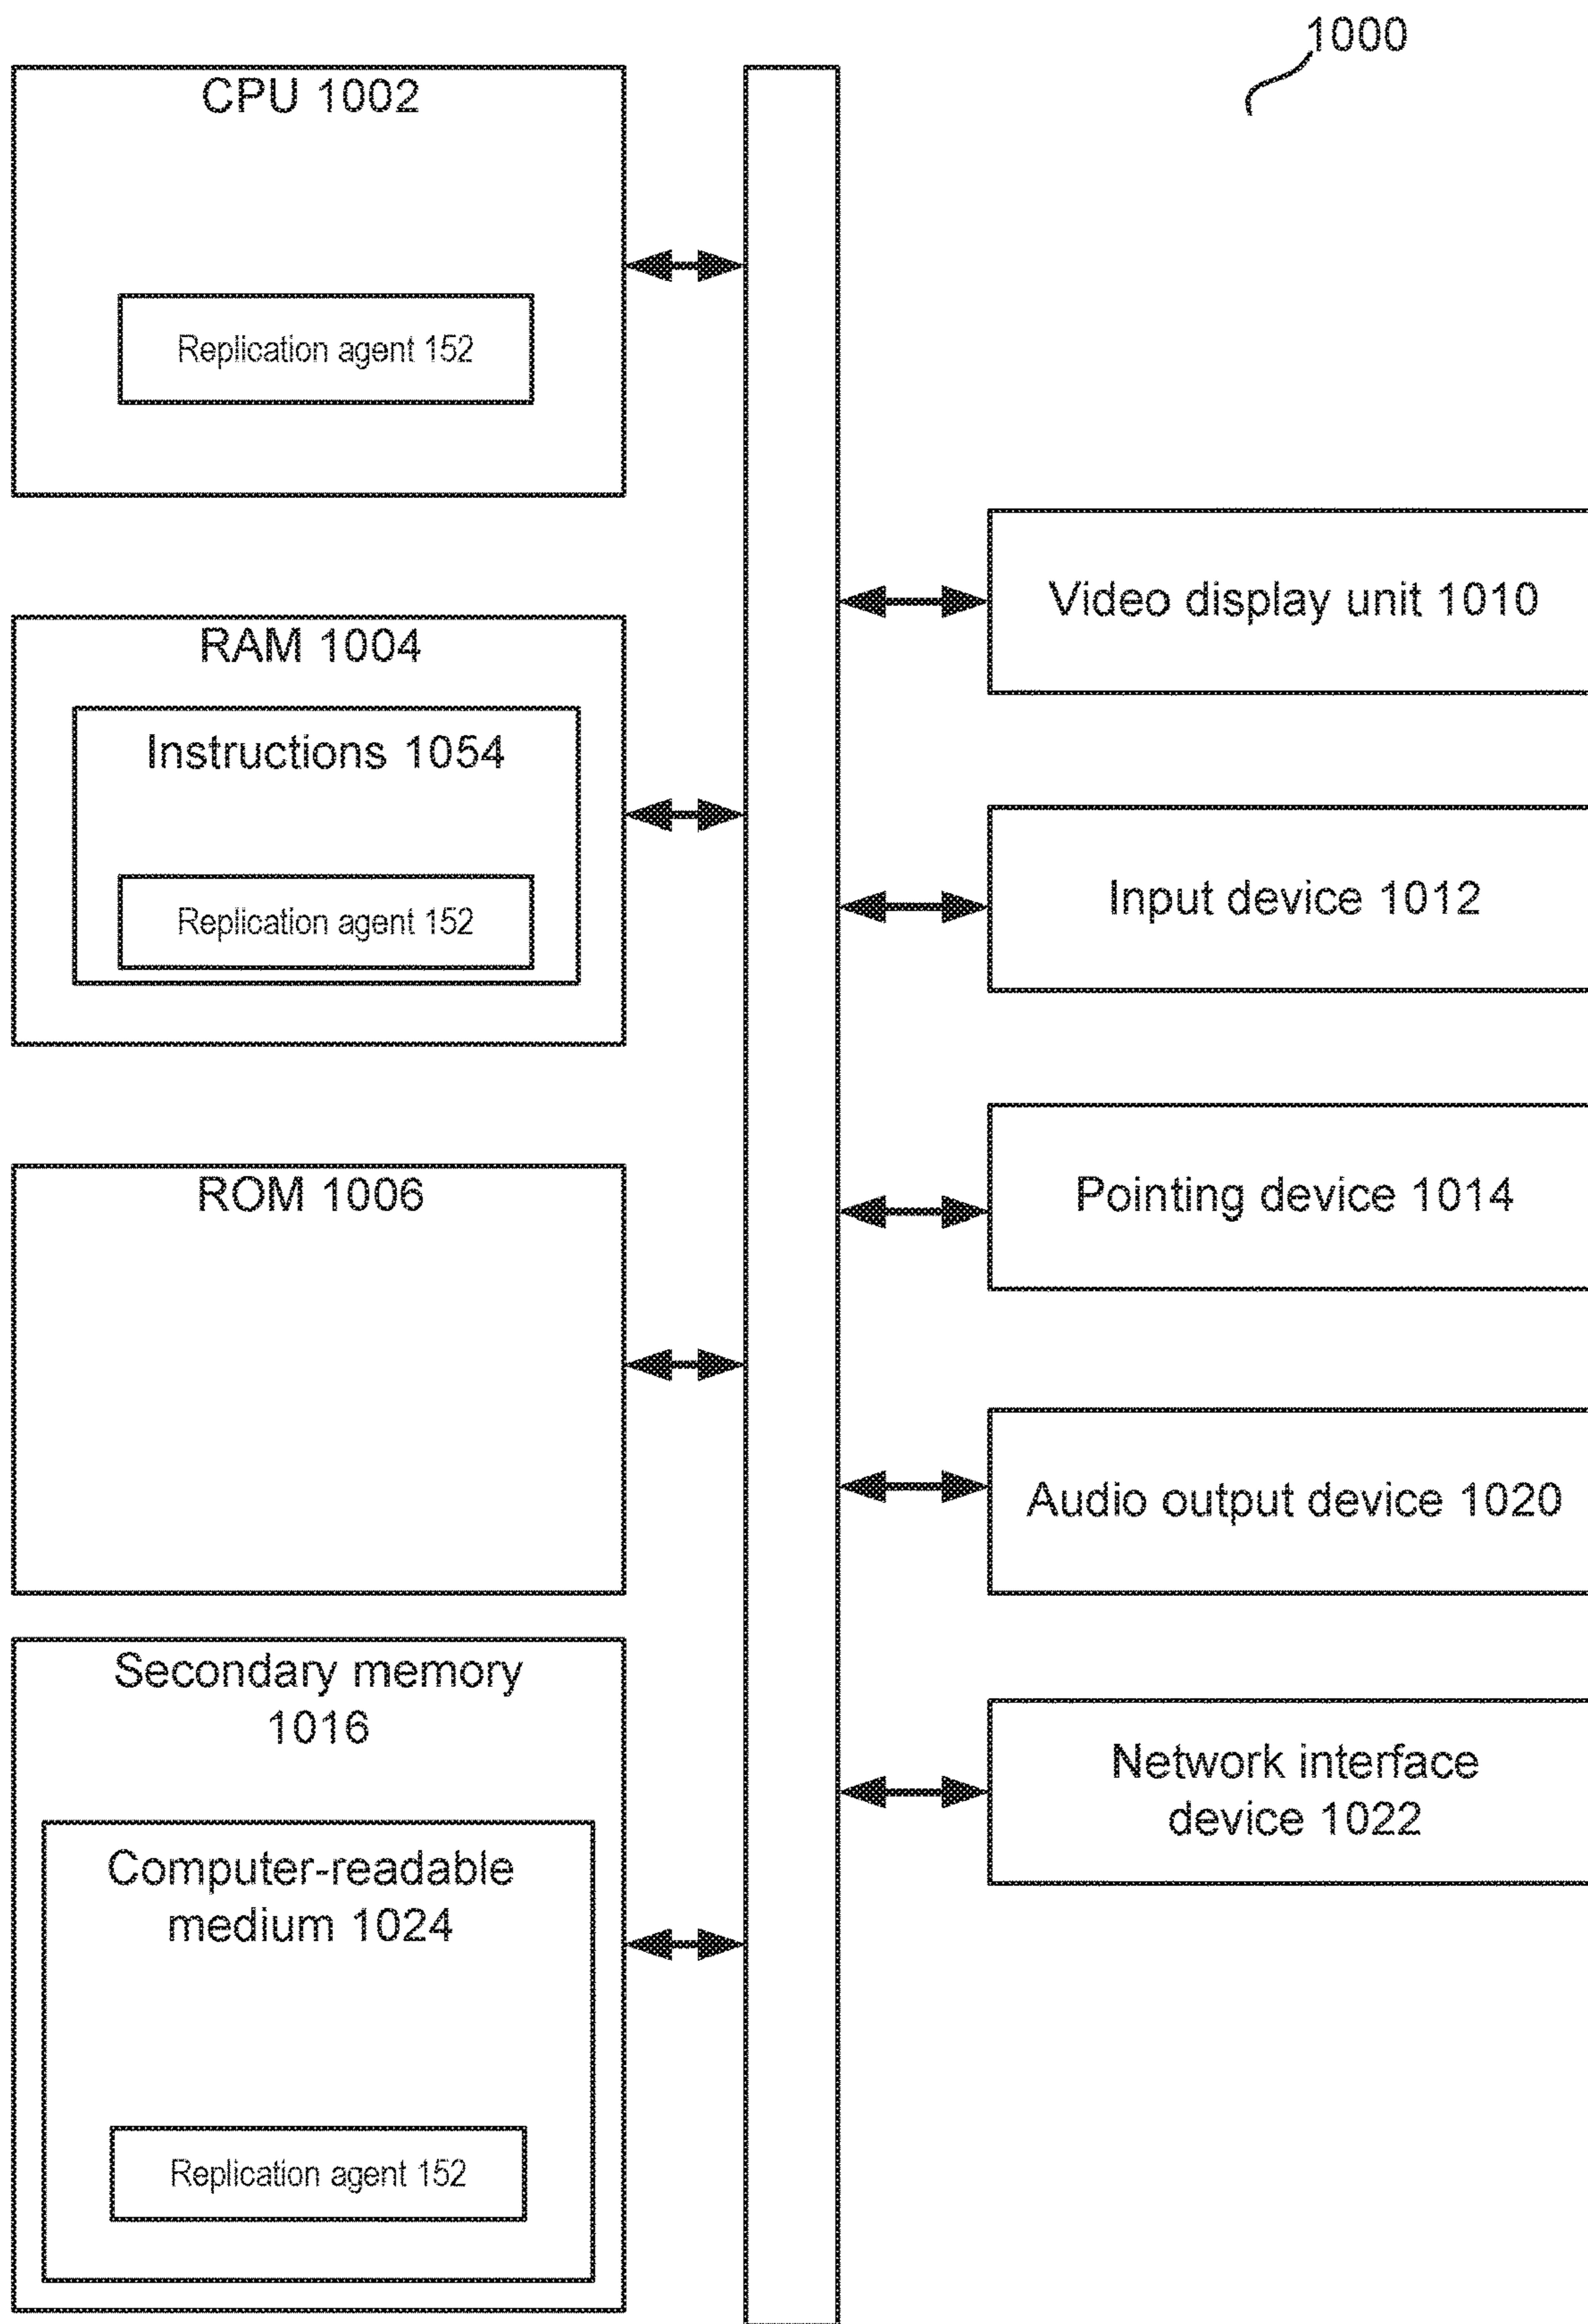 1000
CPU 1002
Replication agent 152
RAM 1004
Instructions 1054
Replication agent 152
ROM 1006
Secondary memory
1016
Computer-readable
medium 1024
Replication agent 152
Video display unit 1010
Input device 1012
Pointing device 1014
Audio output device 1020
Network interface
device 1022